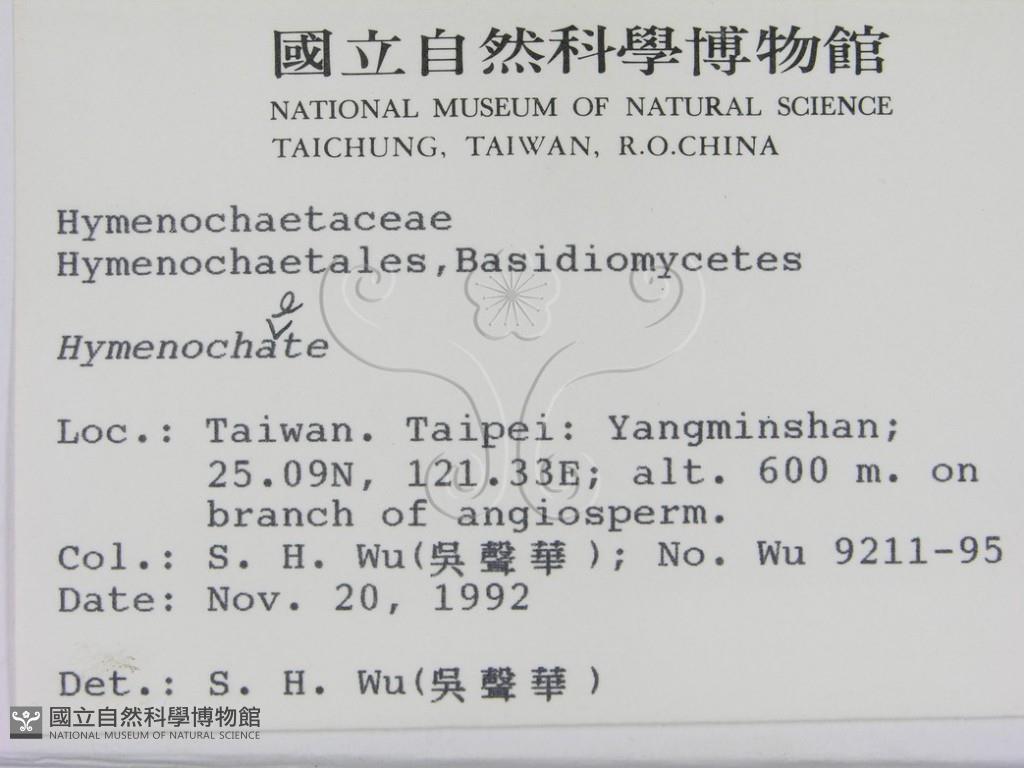 國立自然科學博物館
NATIONAL MUSEUM OF NATURAL SCIENCE
TAICHUNG, TAIWAN, R.O.CHINA
Hymenochaetaceae
Hymenochaetales,Basidiomycetes
e
Hymenochate
Loc.: Taiwan. Taipei: Yangminshan;
25.09N, 121.33E; alt. 600 m. on
branch of angiosperm.
Col.: S. H. Wu(吳聲華); No. Wu 9211-95
Date: Nov. 20, 1992
Det.: S. H. Wu(吳聲華)
國立自然科學博物館
NATIONAL MUSEUM OF NATURAL SCIENCE